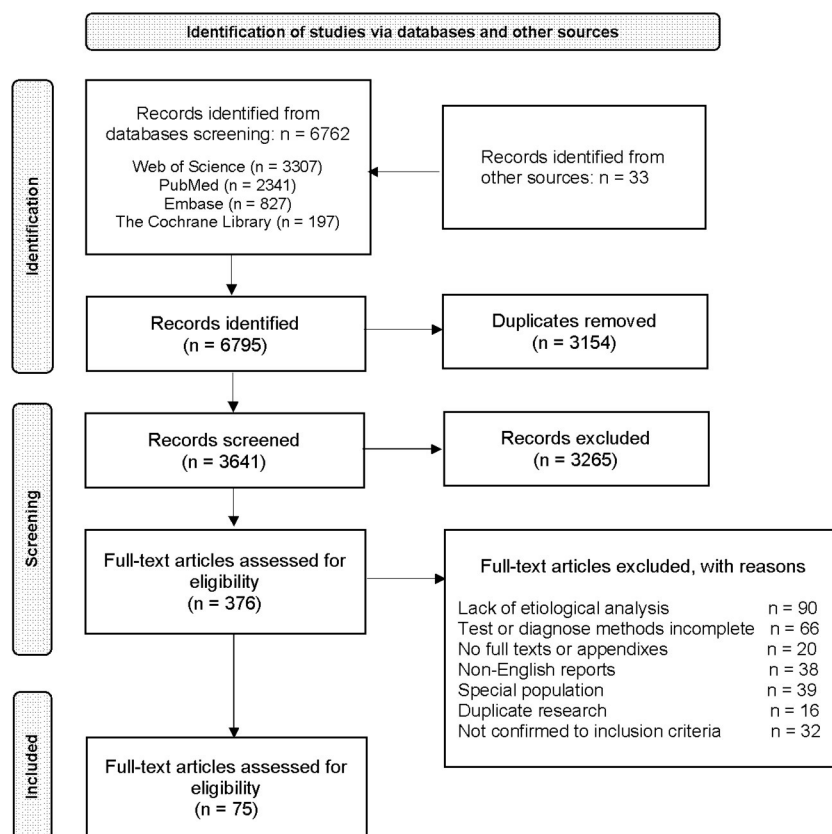 Identification of studies via databases and other sources
Identification
Records identified from
databases screening: n = 6762
Web of Science (n = 3307)
PubMed (n = 2341)
Embase (n = 827)
The Cochrane Library (n = 197)
Records identified from
other sources: n = 33
Records identified
(n = 6795)
Duplicates removed
(n = 3154)
Screening
Records screened
(n = 3641)
Records excluded
(n = 3265)
Full-text articles assessed for
eligibility
(n = 376)
Full-text articles excluded, with reasons
Lack of etiological analysis n = 90
Test or diagnose methods incomplete n = 66
No full texts or appendixes n = 20
Non-English reports n = 38
Special population n = 39
Duplicate research n = 16
Not confirmed to inclusion criteria n = 32
Included
Full-text articles assessed for
eligibility
(n = 75)